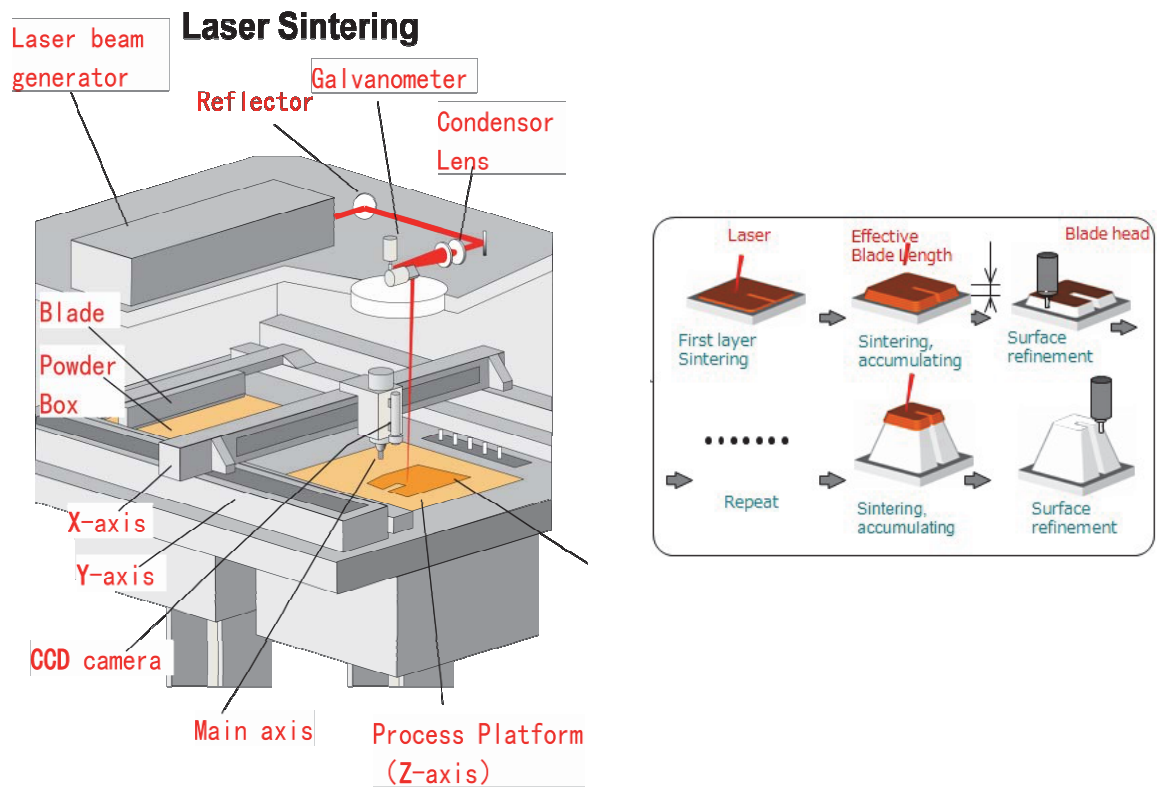 Laser Sintering
Laser beam
generator
Galvanometer
Reflector
Condensor
Lens
Blade
Powder
Box
X-axis
Y-axis
CCD camera
Main axis
Process Platform
(Z-axis)
Laser
Effective
Blade Length
Blade head
First layer
Sintering
Sintering,
accumulating
Surface
refinement
Repeat
Sintering,
accumulating
Surface
refinement